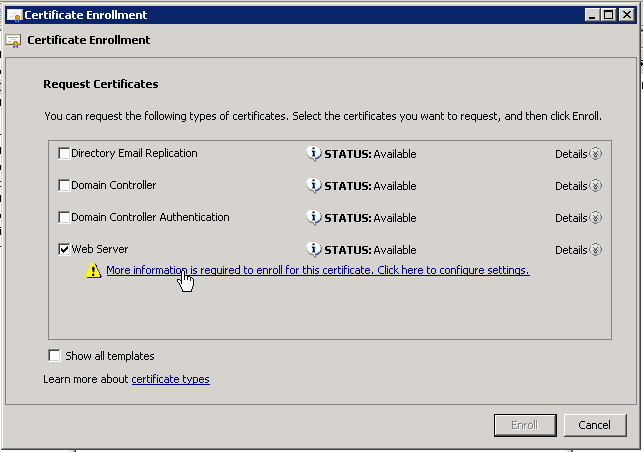 Certificate Enrollment
Certificate Enrollment
Request Certificates
You can request the following types of certificates. Select the certificates you want to request, and then click Enroll.
Directory Email Replication STATUS: Available Details
Domain Controller STATUS: Available Details
Domain Controller Authentication STATUS: Available Details
Web Server STATUS: Available Details
More information is required to enroll for this certificate. Click here to configure settings.
Show all templates
Learn more about certificate types
Enroll Cancel